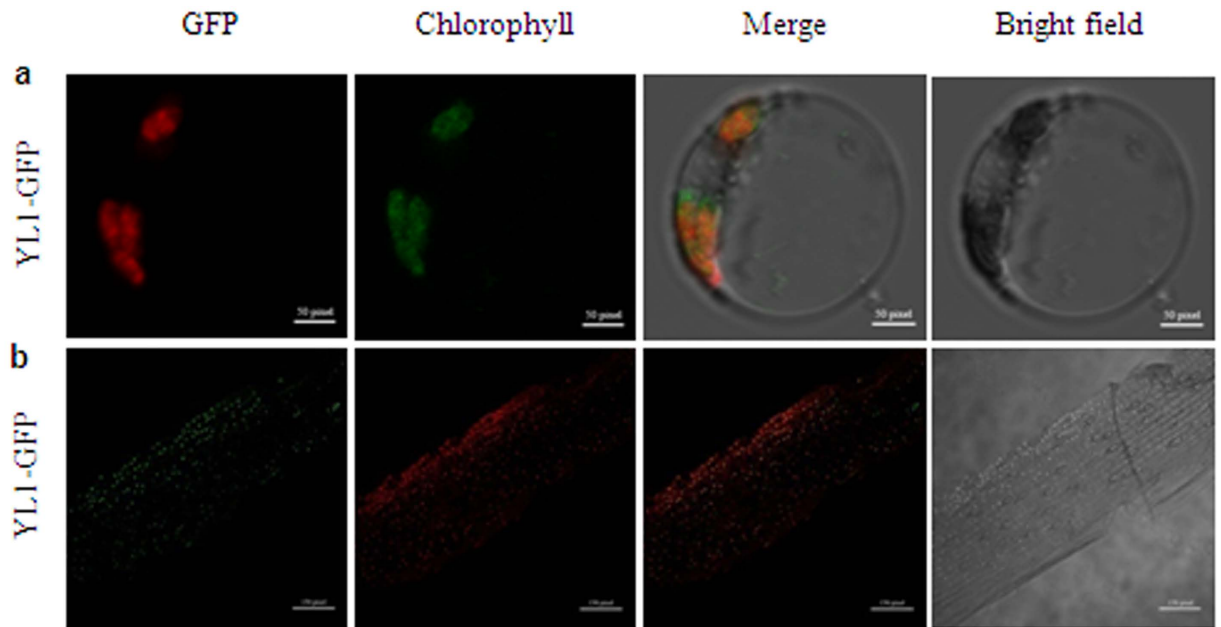 GFP Chlorophyll Merge Bright field
a
YL1-GFP
50 pixel 50 pixel 50 pixel 50 pixel
b
YL1-GFP